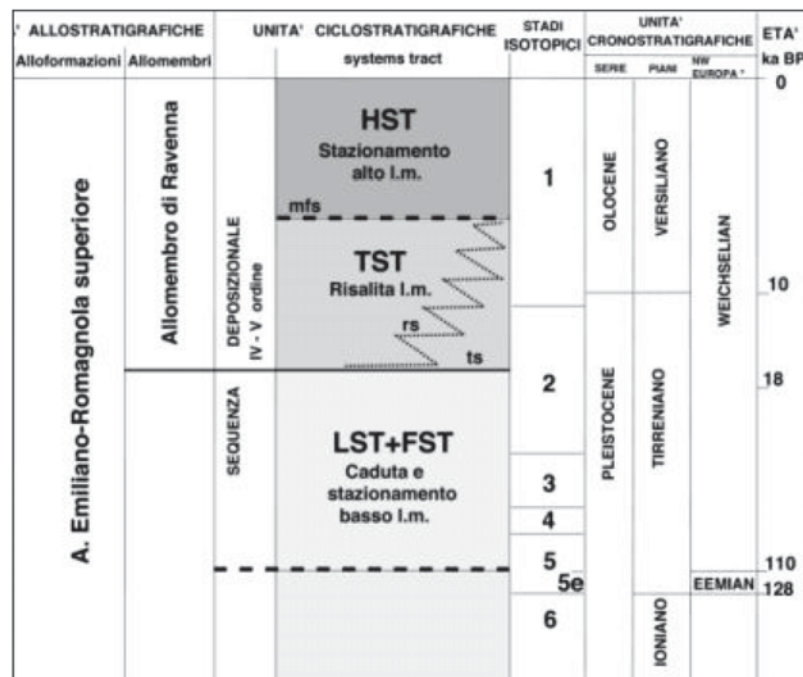 ' ALLOSTRATIGRAFICHE
UNITA' CICLOSTRATIGRAFICHE
STADI
ISOTOPICI
UNITA'
CRONOSTRATIGRAFICHE
ETA'
ka BP
Alloformazioni
Allomembri
systems tract
SERIE
PIANI
NW
EUROPA *
A. Emiliano-Romagnola superiore
Allomembro di Ravenna
SEQUENZA
DEPOSIZIONALE
IV - V ordine
HST
Stazionamento
alto l.m.
mfs
TST
Risalita l.m.
rs
ts
LST+FST
Caduta e
stazionamento
basso l.m.
1
2
3
4
5
5e
6
OLOCENE
PLEISTOCENE
VERSILIANO
TIRRENIANO
IONIANO
WEICHSELIAN
EEMIAN
0
10
18
110
128